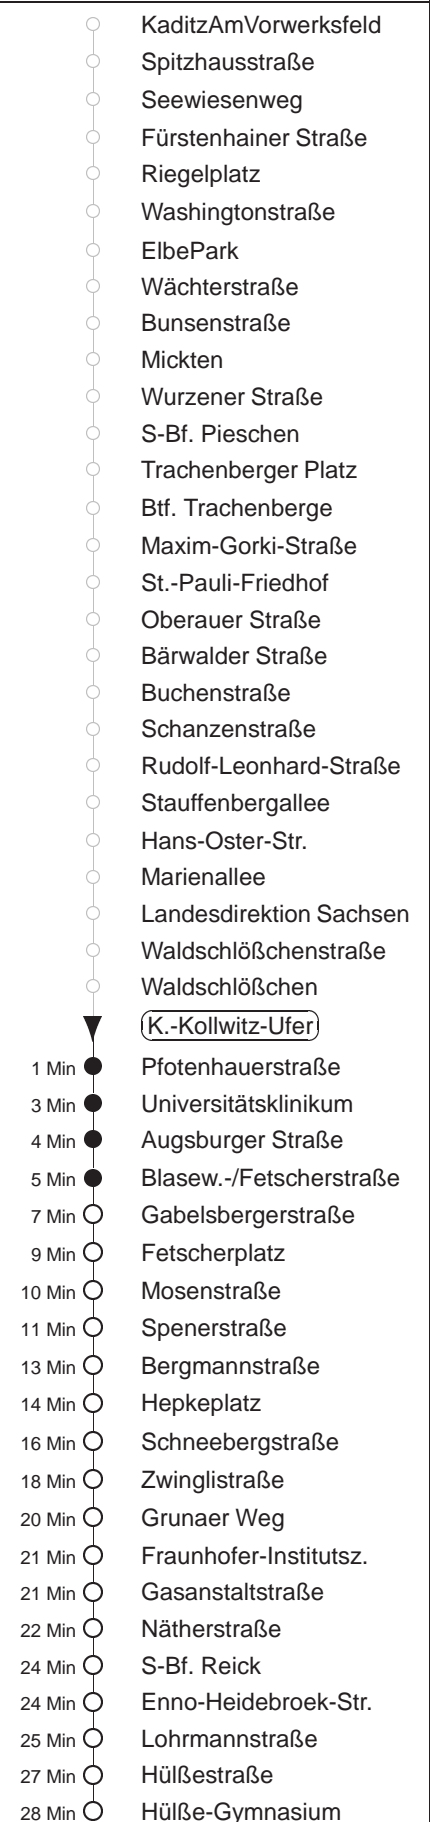 KaditzAmVorwerksfeld
Spitzhausstraße
Seewiesenweg
Fürstenhainer Straße
Riegelplatz
Washingtonstraße
ElbePark
Wächterstraße
Bunsenstraße
Mickten
Wurzener Straße
S-Bf. Pieschen
Trachenberger Platz
Btf. Trachenberge
Maxim-Gorki-Straße
St.-Pauli-Friedhof
Oberauer Straße
Bärwalder Straße
Buchenstraße
Schanzenstraße
Rudolf-Leonhard-Straße
Stauffenbergallee
Hans-Oster-Str.
Marienallee
Landesdirektion Sachsen
Waldschlößchenstraße
Waldschlößchen
K.-Kollwitz-Ufer
1 Min Pfotenhauerstraße
3 Min Universitätsklinikum
4 Min Augsburger Straße
5 Min Blasew.-/Fetscherstraße
7 Min Gabelsbergerstraße
9 Min Fetscherplatz
10 Min Mosenstraße
11 Min Spenerstraße
13 Min Bergmannstraße
14 Min Hepkeplatz
16 Min Schneebergstraße
18 Min Zwinglistraße
20 Min Grunaer Weg
21 Min Fraunhofer-Institutsz.
21 Min Gasanstaltstraße
22 Min Nätherstraße
24 Min S-Bf. Reick
24 Min Enno-Heidebroek-Str.
25 Min Lohrmannstraße
27 Min Hülßestraße
28 Min Hülße-Gymnasium